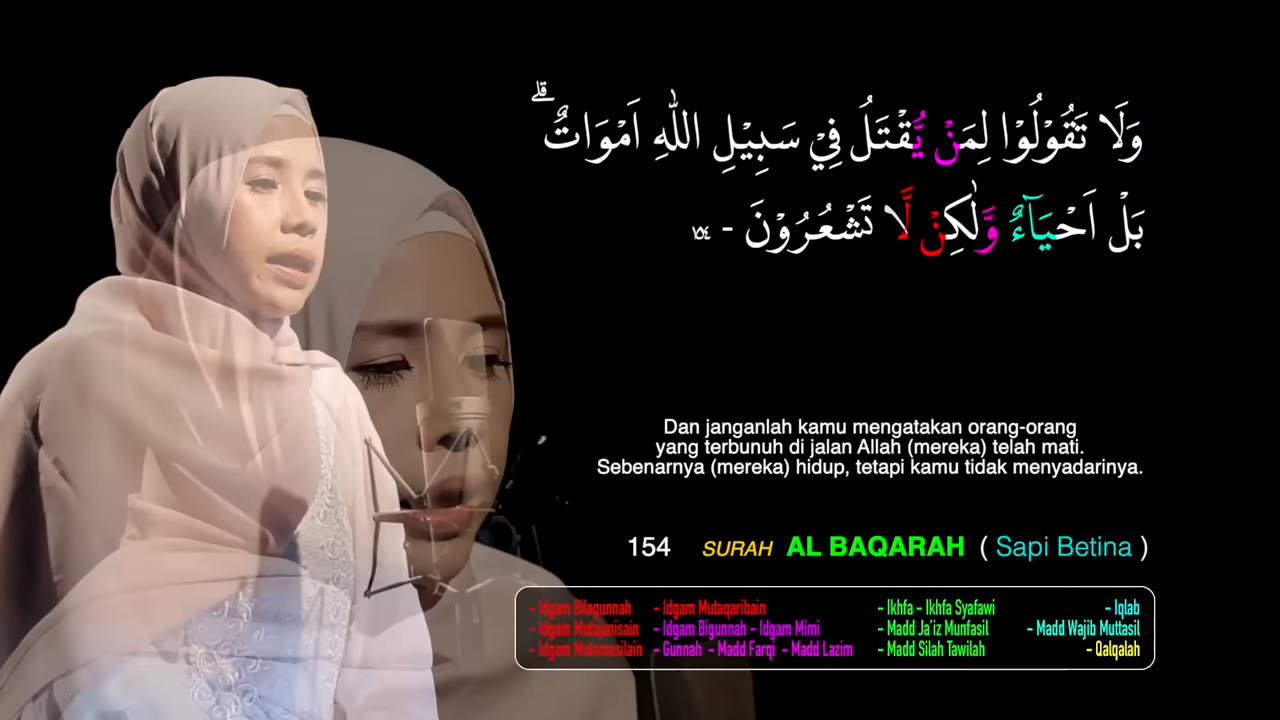 وَلَا تَقُوْلُوْا لِمَنْ يُّقْتَلُ فِيْ سَبِيْلِ اللّٰهِ اَمْوَاتٌ ۗ
بَلْ اَحْيَاۤءٌ وَّلٰكِنْ لَّا تَشْعُرُوْنَ - ١٥٤
Dan janganlah kamu mengatakan orang-orang
yang terbunuh di jalan Allah (mereka) telah mati.
Sebenarnya (mereka) hidup, tetapi kamu tidak menyadarinya.
154 SURAH AL BAQARAH ( Sapi Betina )
- Idgam Bilagunnah - Idgam Mutaqaribain - Ikhfa - Ikhfa Syafawi - Iqlab
- Idgam Mutajanisain - Idgam Bigunnah - Idgam Mimi - Madd Ja'iz Munfasil - Madd Wajib Muttasil
- Idgam Mutamasilain - Gunnah - Madd Farqi - Madd Lazim - Madd Silah Tawilah - Qalqalah